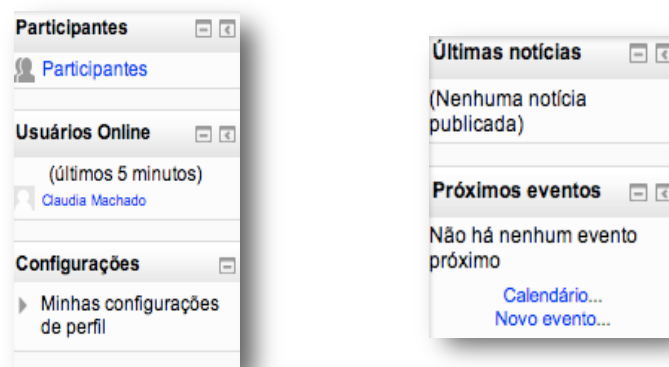 Participantes
Participantes
Usuários Online
(últimos 5 minutos)
Claudia Machado
Configurações
Minhas configurações
de perfil
Últimas notícias
(Nenhuma notícia
publicada)
Próximos eventos
Não há nenhum evento
próximo
Calendário...
Novo evento...